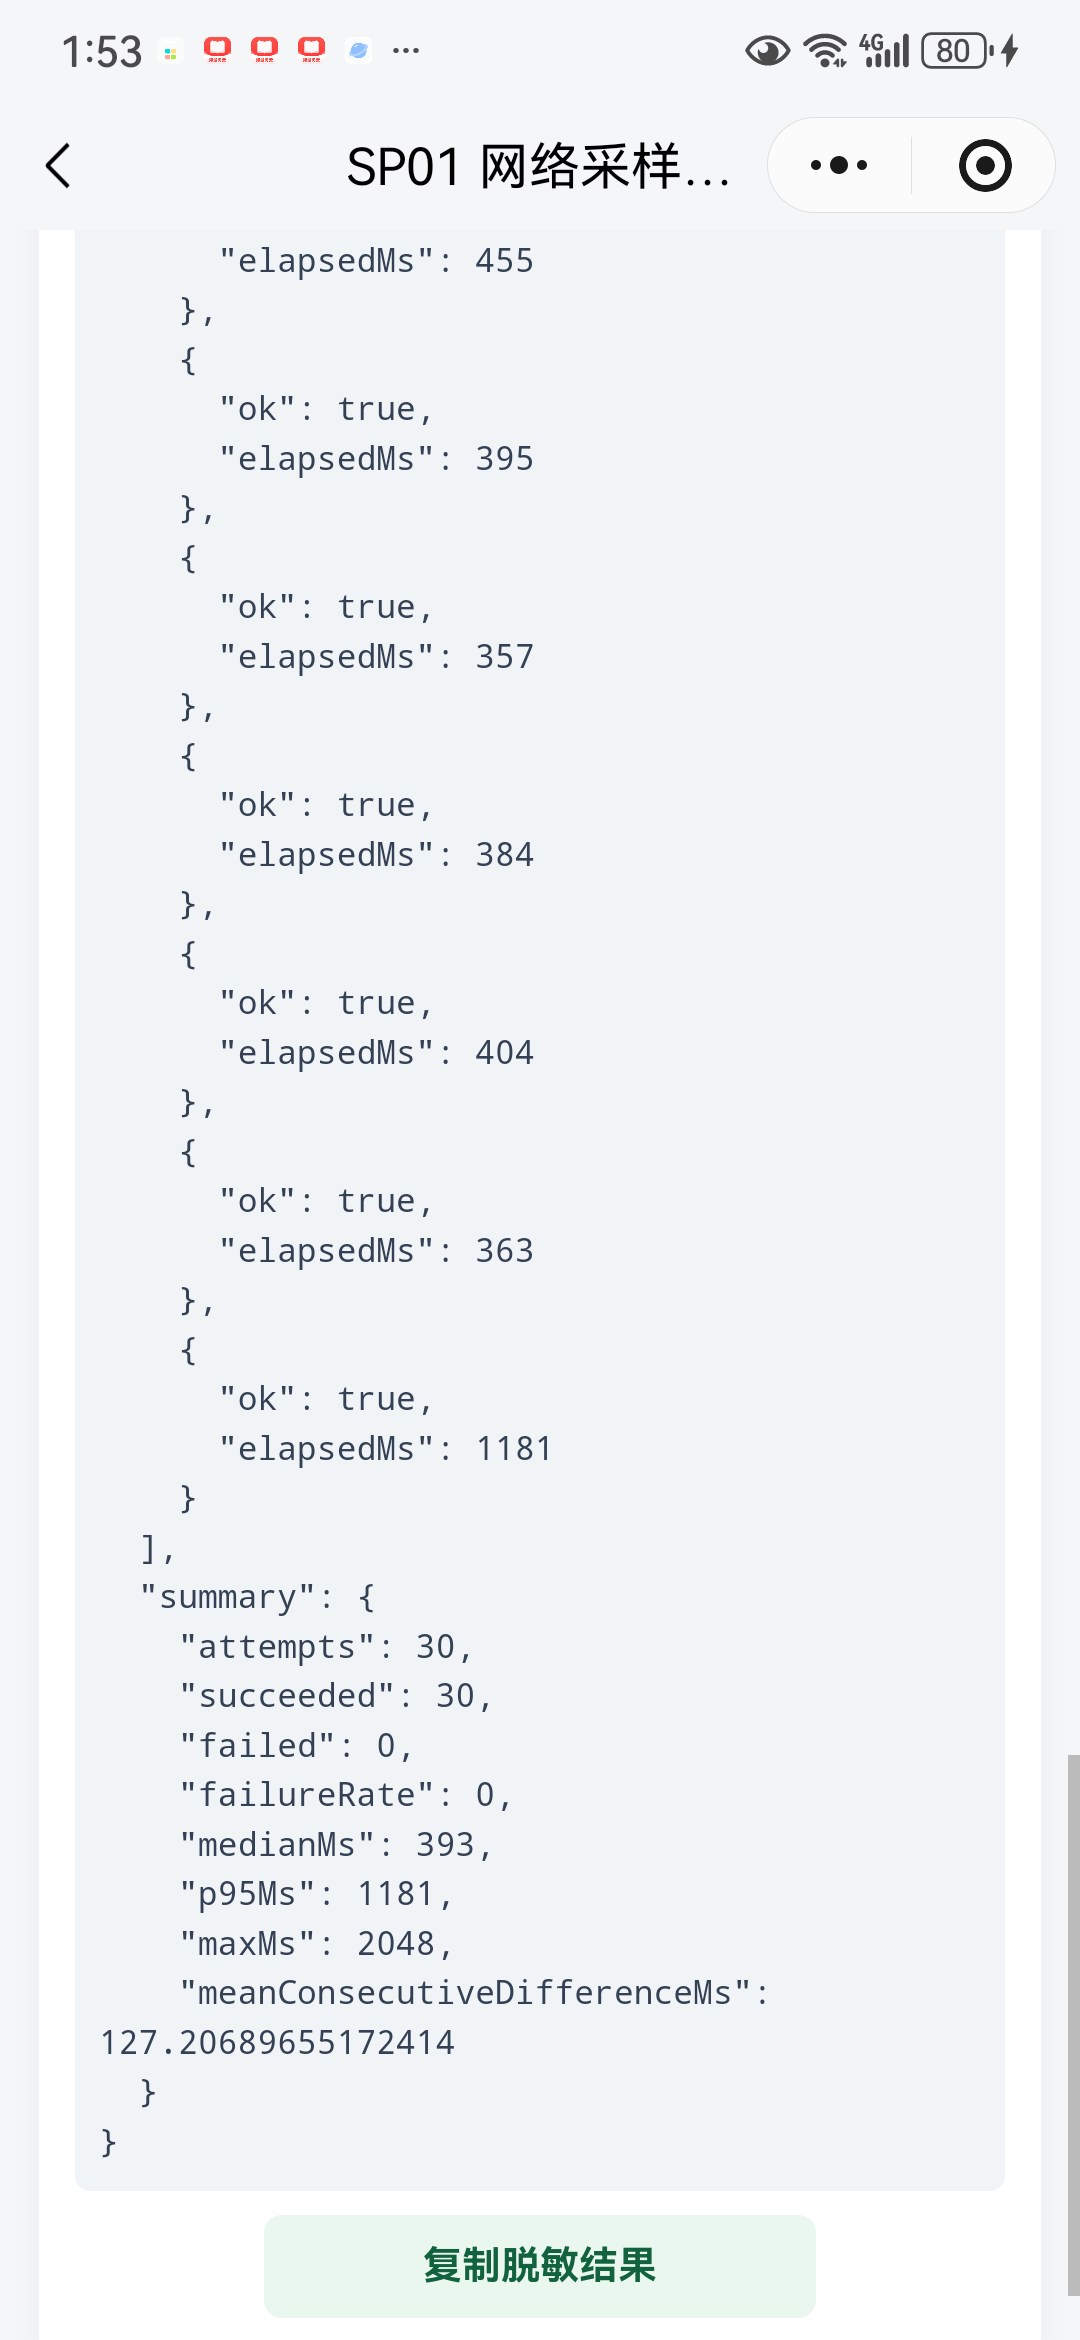 1:53
4G
80
SP01 网络采样...
"elapsedMs": 455
},
{
"ok": true,
"elapsedMs": 395
},
{
"ok": true,
"elapsedMs": 357
},
{
"ok": true,
"elapsedMs": 384
},
{
"ok": true,
"elapsedMs": 404
},
{
"ok": true,
"elapsedMs": 363
},
{
"ok": true,
"elapsedMs": 1181
}
],
"summary": {
"attempts": 30,
"succeeded": 30,
"failed": 0,
"failureRate": 0,
"medianMs": 393,
"p95Ms": 1181,
"maxMs": 2048,
"meanConsecutiveDifferenceMs":
127.20689655172414
}
}
复制脱敏结果